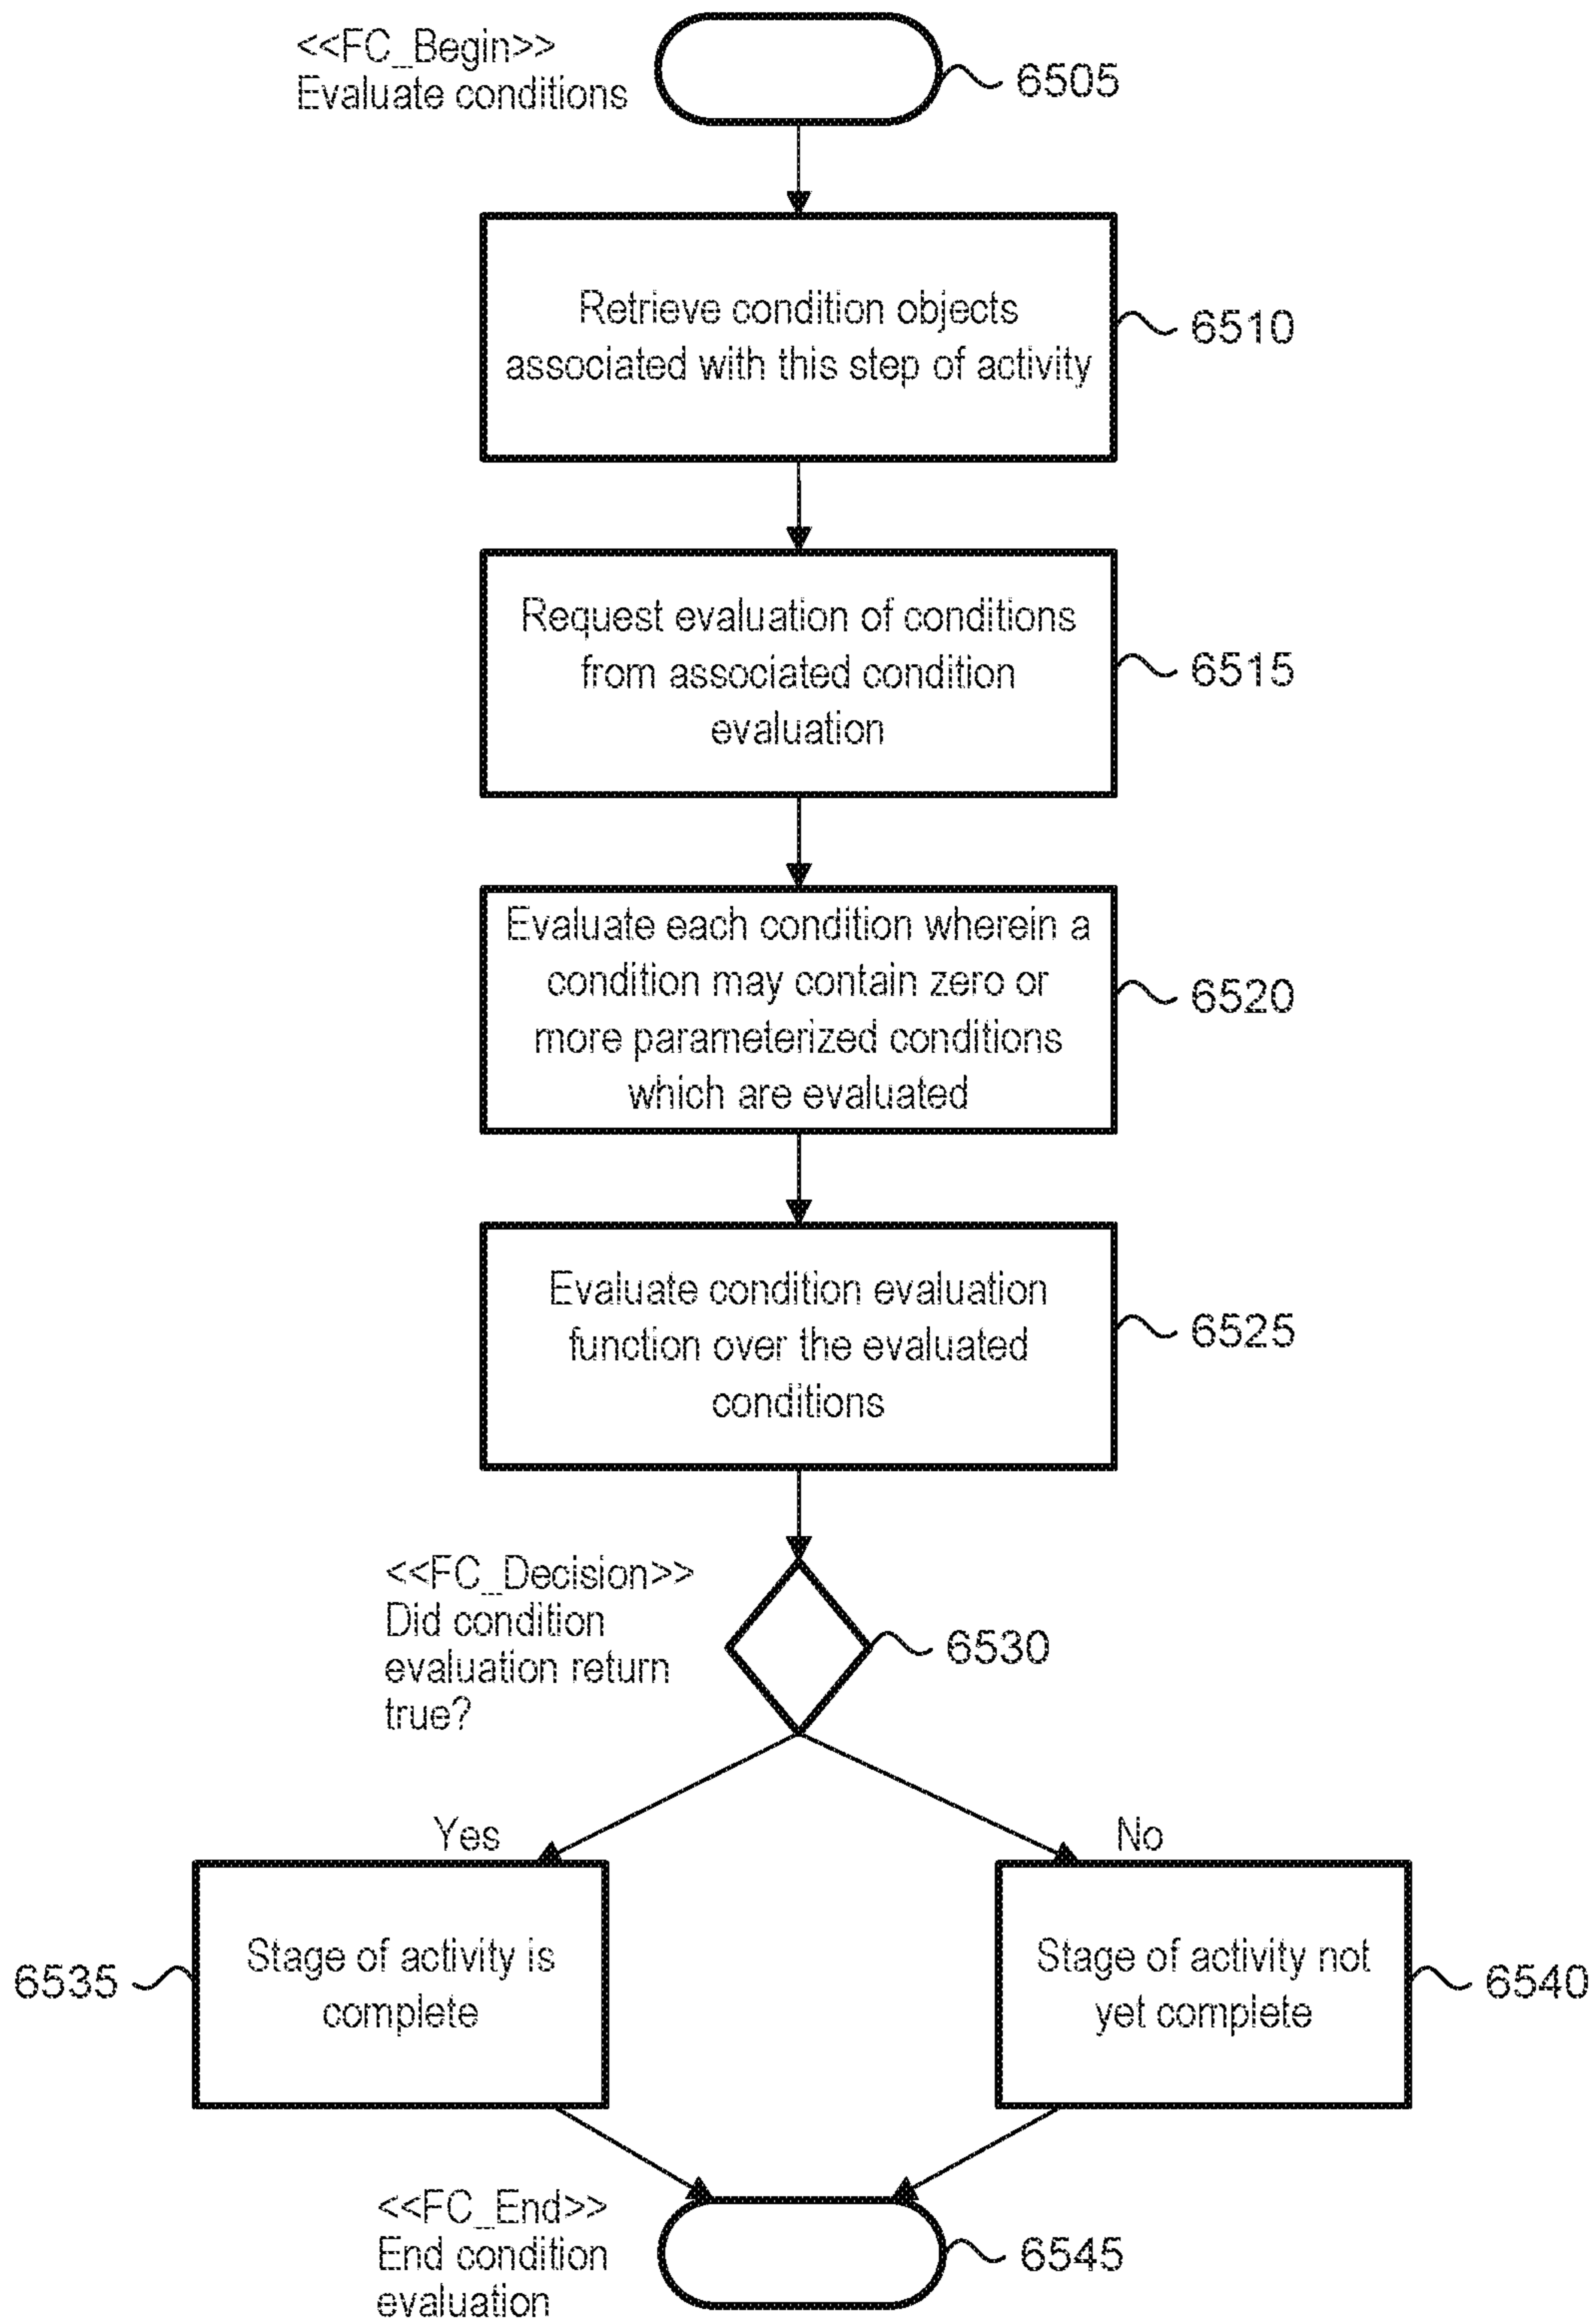 <<FC_Begin>>
Evaluate conditions
6505
Retrieve condition objects
associated with this step of activity
6510
Request evaluation of conditions
from associated condition
evaluation
6515
Evaluate each condition wherein a
condition may contain zero or
more parameterized conditions
which are evaluated
6520
Evaluate condition evaluation
function over the evaluated
conditions
6525
<<FC_Decision>>
Did condition
evaluation return
true?
6530
Yes
No
Stage of activity is
complete
6535
Stage of activity not
yet complete
6540
<<FC_End>>
End condition
evaluation
6545